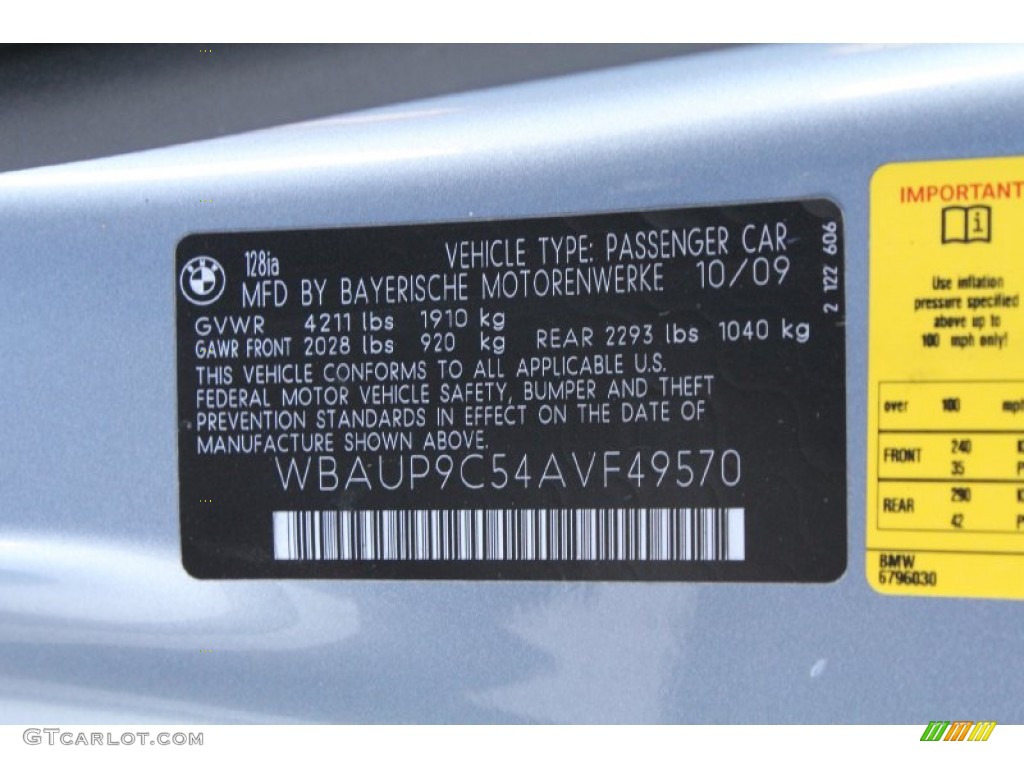 128ia
VEHICLE TYPE: PASSENGER CAR
MFD BY BAYERISCHE MOTORENWERKE 10/09
GVWR 4211 lbs 1910 kg
GAWR FRONT 2028 lbs 920 kg REAR 2293 lbs 1040 kg
THIS VEHICLE CONFORMS TO ALL APPLICABLE U.S.
FEDERAL MOTOR VEHICLE SAFETY, BUMPER AND THEFT
PREVENTION STANDARDS IN EFFECT ON THE DATE OF
MANUFACTURE SHOWN ABOVE.
WBAUP9C54AVF49570
2 122 606
IMPORTANT
i
Use inflation
pressure specified
above up to
100 mph only!
over 100 mph
FRONT 240 K
35 P
REAR 290 K
42 P
BMW
6796030
GTCarlot.com™